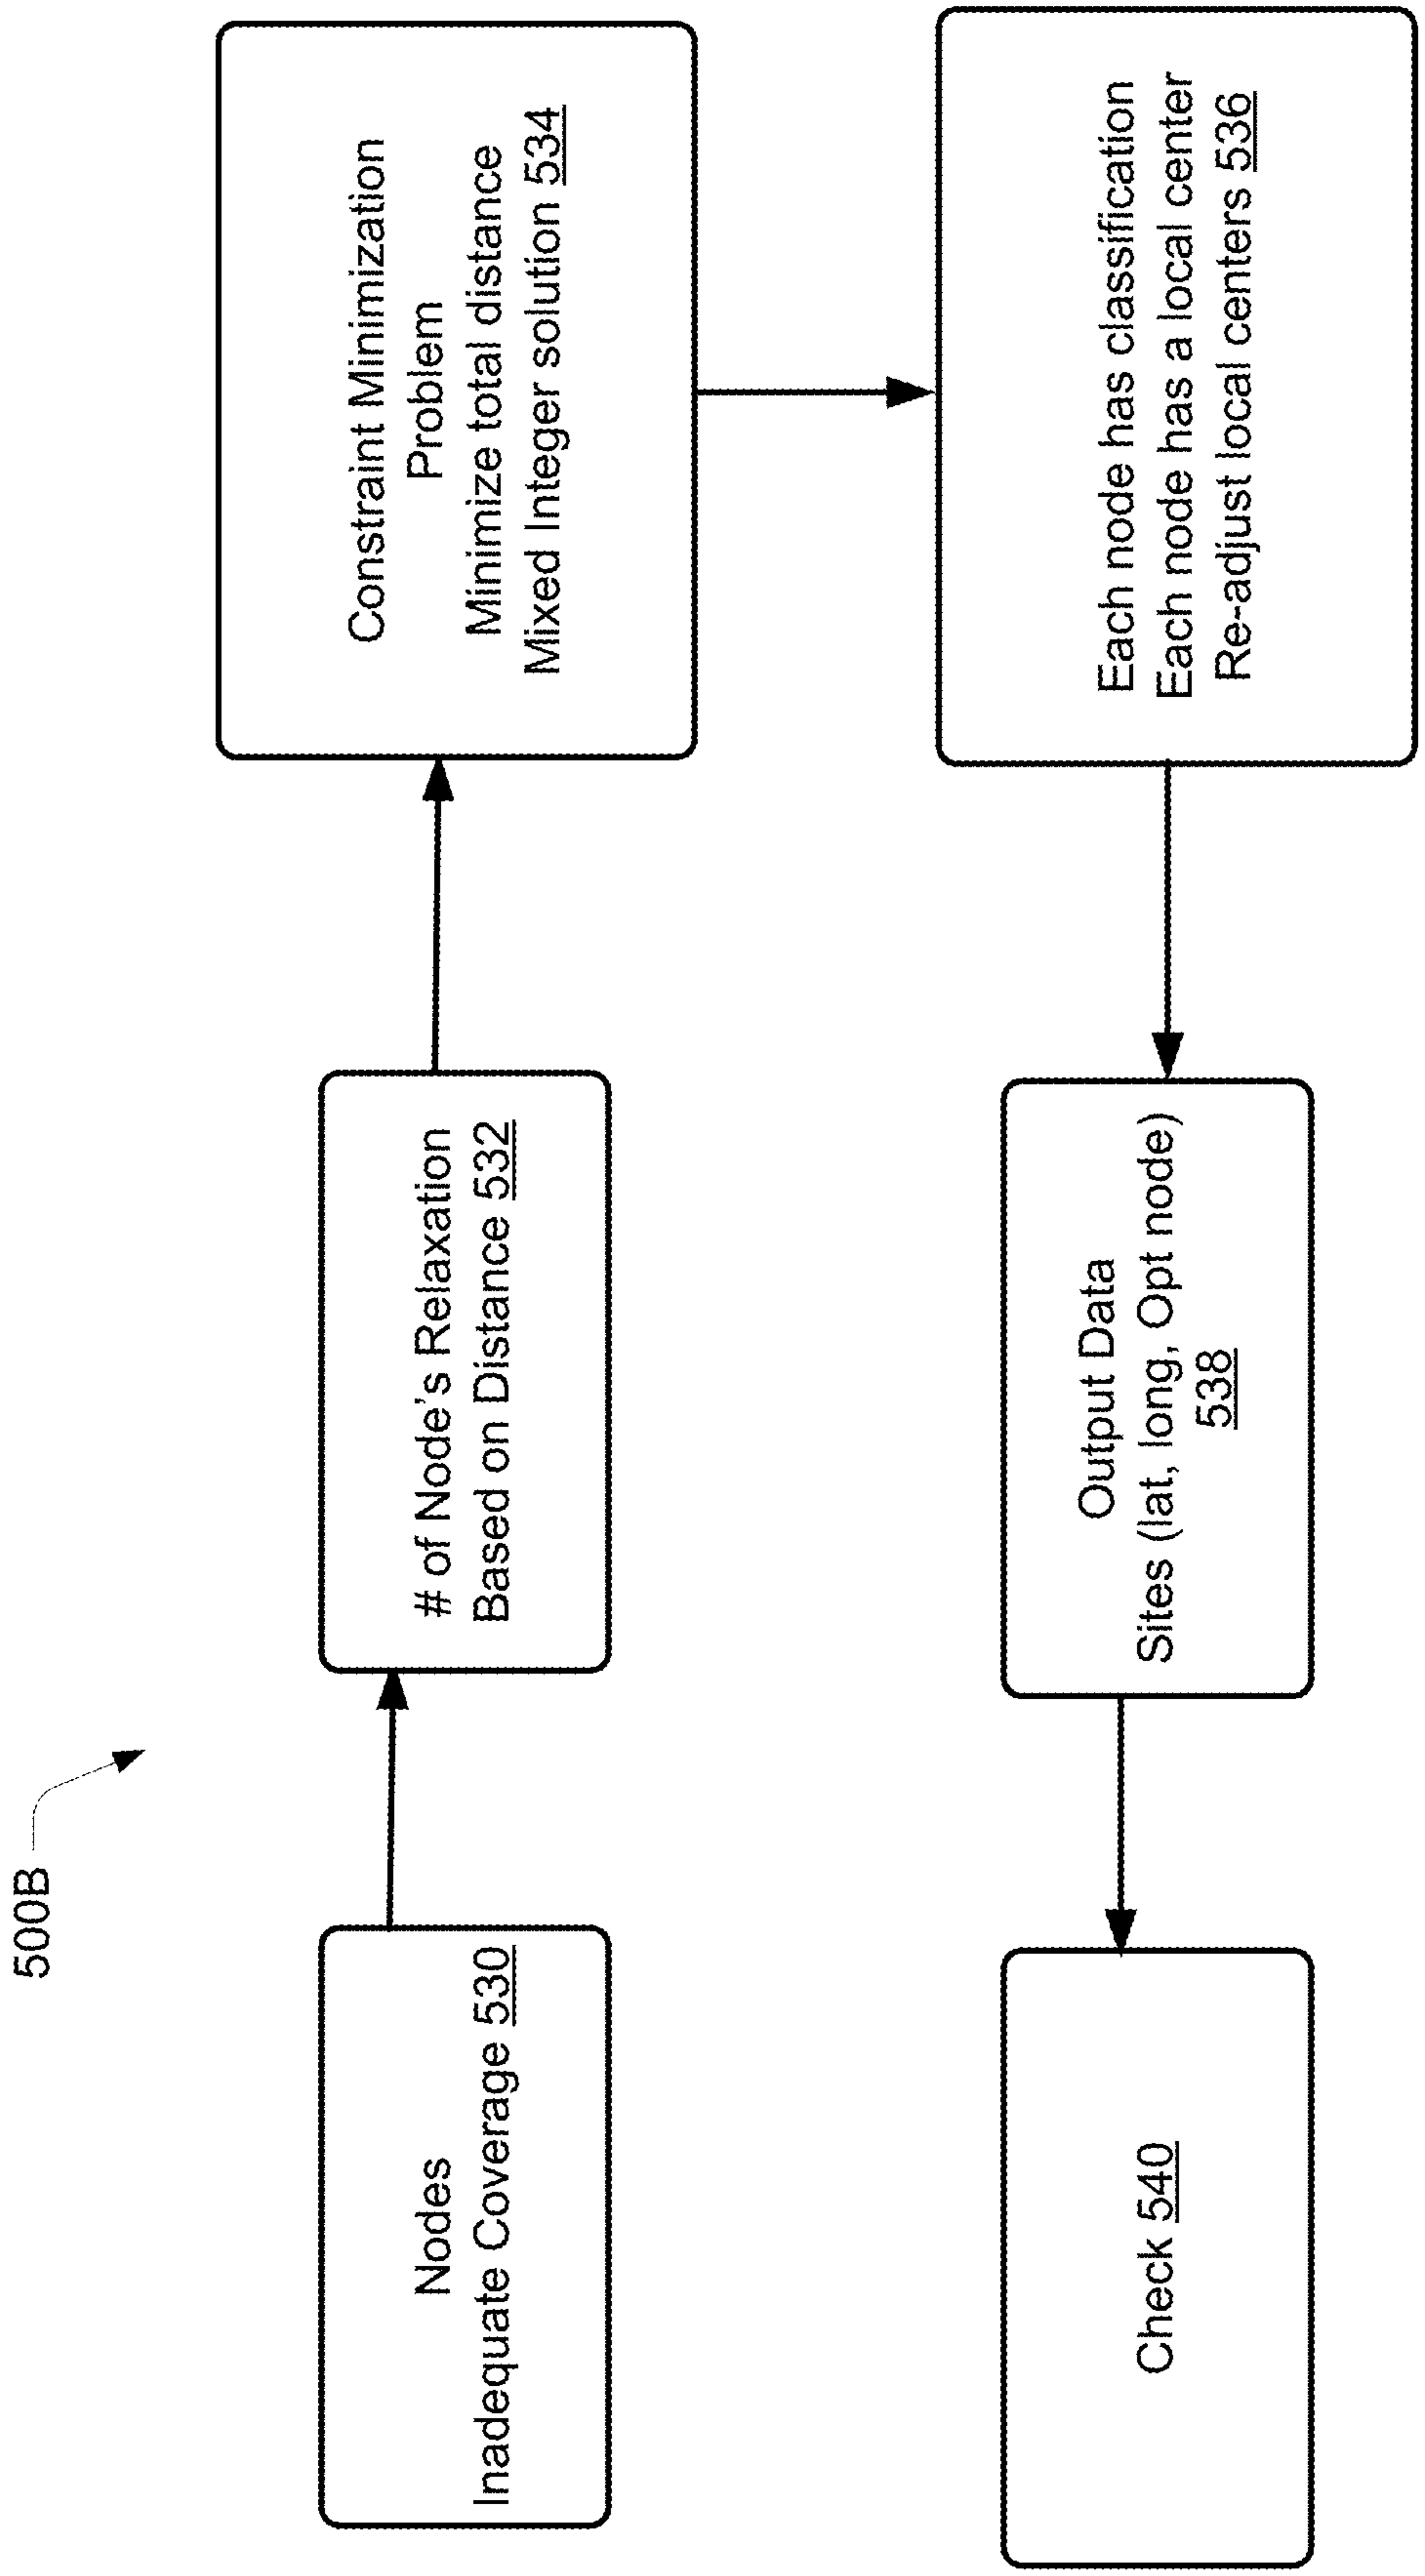 500B
Nodes
Inadequate Coverage 530
# of Node's Relaxation
Based on Distance 532
Constraint Minimization
Problem
Minimize total distance
Mixed Integer solution 534
Each node has classification
Each node has a local center
Re-adjust local centers 536
Output Data
Sites (lat, long, Opt node)
538
Check 540